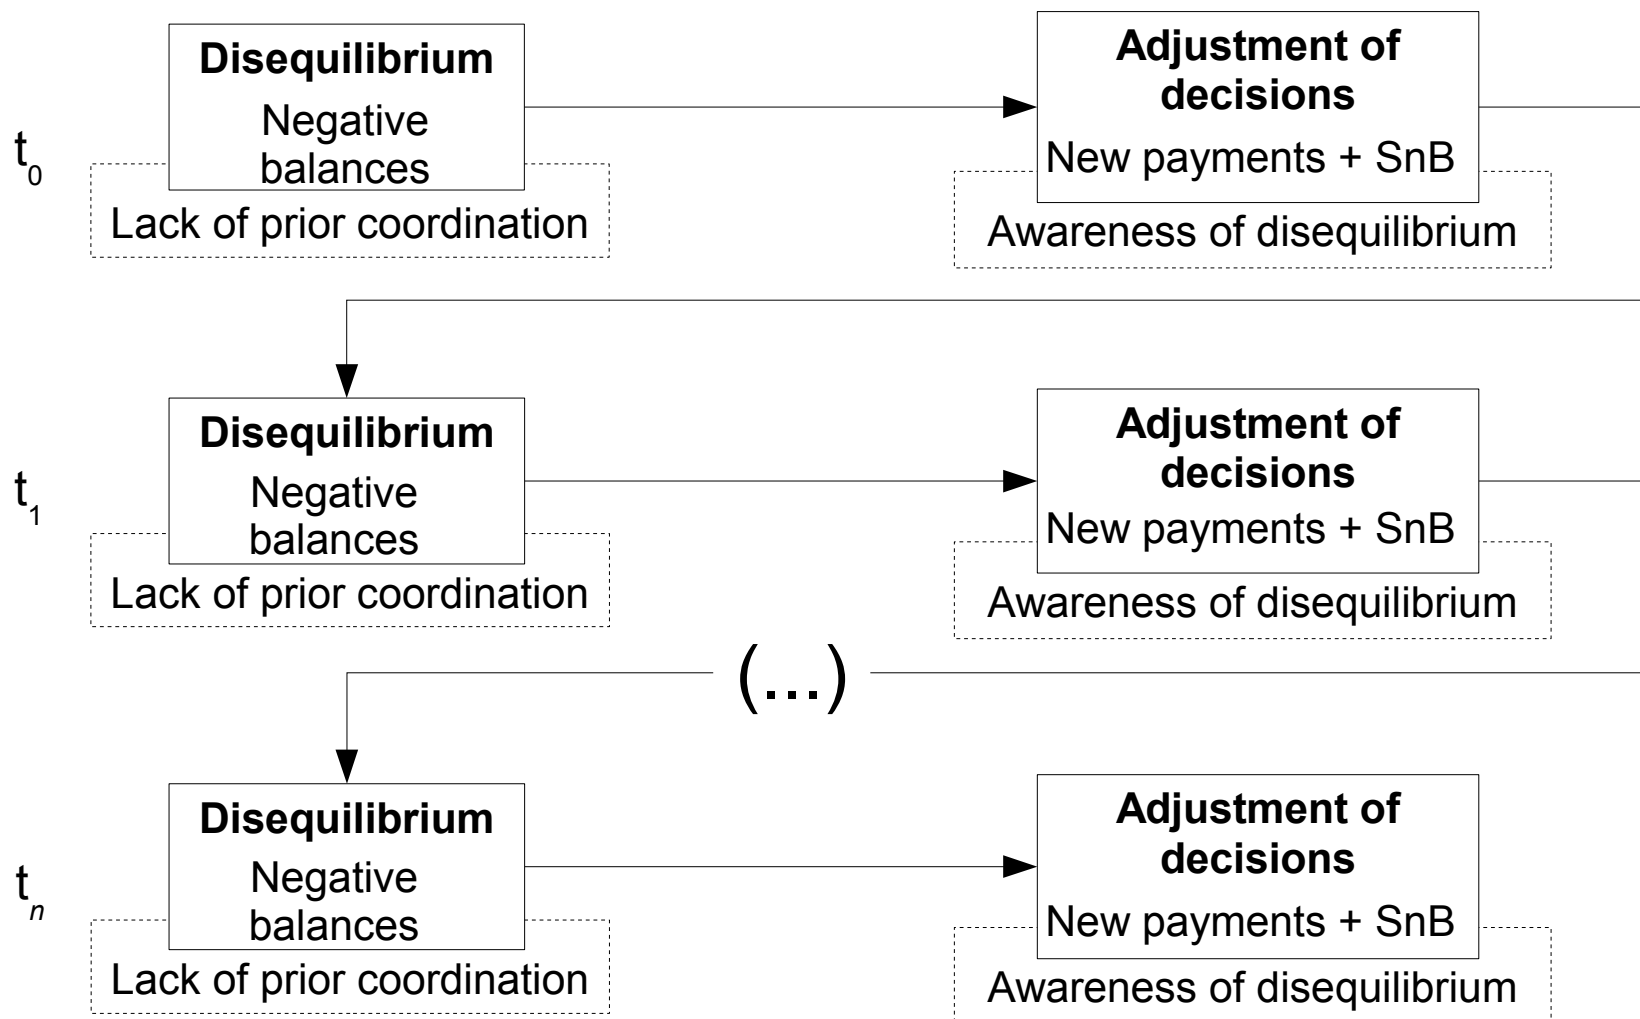 Disequilibrium
Negative
balances
Lack of prior coordination
Adjustment of
decisions
New payments + SnB
Awareness of disequilibrium
t0
Disequilibrium
Negative
balances
Lack of prior coordination
Adjustment of
decisions
New payments + SnB
Awareness of disequilibrium
t1
(...)
Disequilibrium
Negative
balances
Lack of prior coordination
Adjustment of
decisions
New payments + SnB
Awareness of disequilibrium
tn